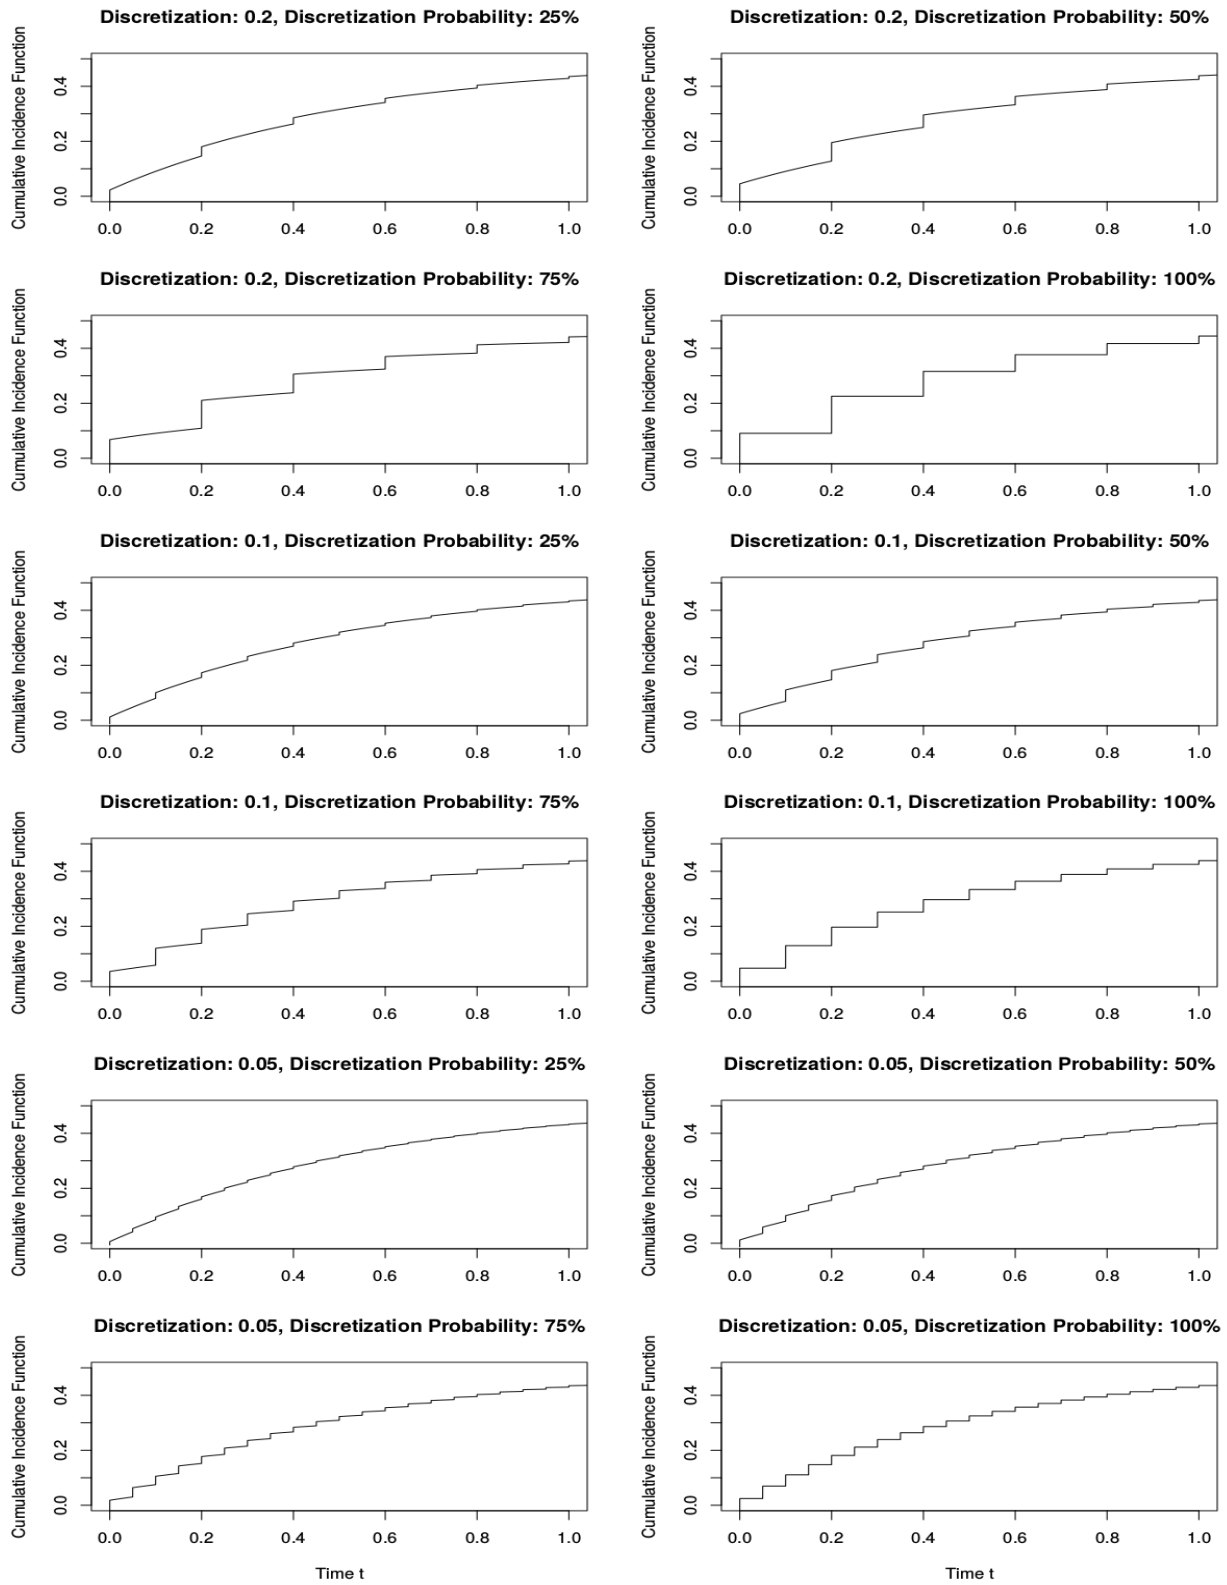 Discretization: 0.2, Discretization Probability: 25%
Cumulative Incidence Function
0.4
0.2
0.0
0.0 0.2 0.4 0.6 0.8 1.0
Discretization: 0.2, Discretization Probability: 50%
Cumulative Incidence Function
0.4
0.2
0.0
0.0 0.2 0.4 0.6 0.8 1.0
Discretization: 0.2, Discretization Probability: 75%
Cumulative Incidence Function
0.4
0.2
0.0
0.0 0.2 0.4 0.6 0.8 1.0
Discretization: 0.2, Discretization Probability: 100%
Cumulative Incidence Function
0.4
0.2
0.0
0.0 0.2 0.4 0.6 0.8 1.0
Discretization: 0.1, Discretization Probability: 25%
Cumulative Incidence Function
0.4
0.2
0.0
0.0 0.2 0.4 0.6 0.8 1.0
Discretization: 0.1, Discretization Probability: 50%
Cumulative Incidence Function
0.4
0.2
0.0
0.0 0.2 0.4 0.6 0.8 1.0
Discretization: 0.1, Discretization Probability: 75%
Cumulative Incidence Function
0.4
0.2
0.0
0.0 0.2 0.4 0.6 0.8 1.0
Discretization: 0.1, Discretization Probability: 100%
Cumulative Incidence Function
0.4
0.2
0.0
0.0 0.2 0.4 0.6 0.8 1.0
Discretization: 0.05, Discretization Probability: 25%
Cumulative Incidence Function
0.4
0.2
0.0
0.0 0.2 0.4 0.6 0.8 1.0
Discretization: 0.05, Discretization Probability: 50%
Cumulative Incidence Function
0.4
0.2
0.0
0.0 0.2 0.4 0.6 0.8 1.0
Discretization: 0.05, Discretization Probability: 75%
Cumulative Incidence Function
0.4
0.2
0.0
0.0 0.2 0.4 0.6 0.8 1.0
Time t
Discretization: 0.05, Discretization Probability: 100%
Cumulative Incidence Function
0.4
0.2
0.0
0.0 0.2 0.4 0.6 0.8 1.0
Time t